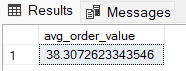 Results Messages
avg_order_value
1 38.3072623343546